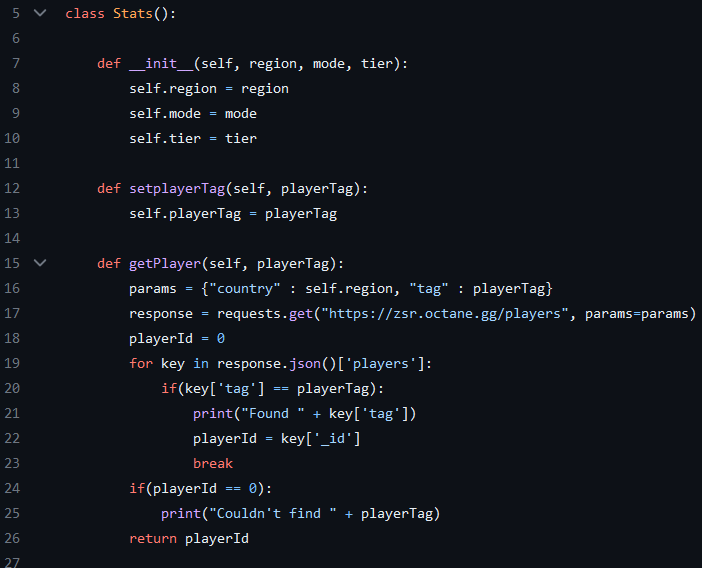 5 class Stats():
6
7 def __init__(self, region, mode, tier):
8 self.region = region
9 self.mode = mode
10 self.tier = tier
11
12 def setplayerTag(self, playerTag):
13 self.playerTag = playerTag
14
15 def getPlayer(self, playerTag):
16 params = {"country" : self.region, "tag" : playerTag}
17 response = requests.get("https://zsr.octane.gg/players", params=params)
18 playerId = 0
19 for key in response.json()['players']:
20 if(key['tag'] == playerTag):
21 print("Found " + key['tag'])
22 playerId = key['_id']
23 break
24 if(playerId == 0):
25 print("Couldn't find " + playerTag)
26 return playerId
27